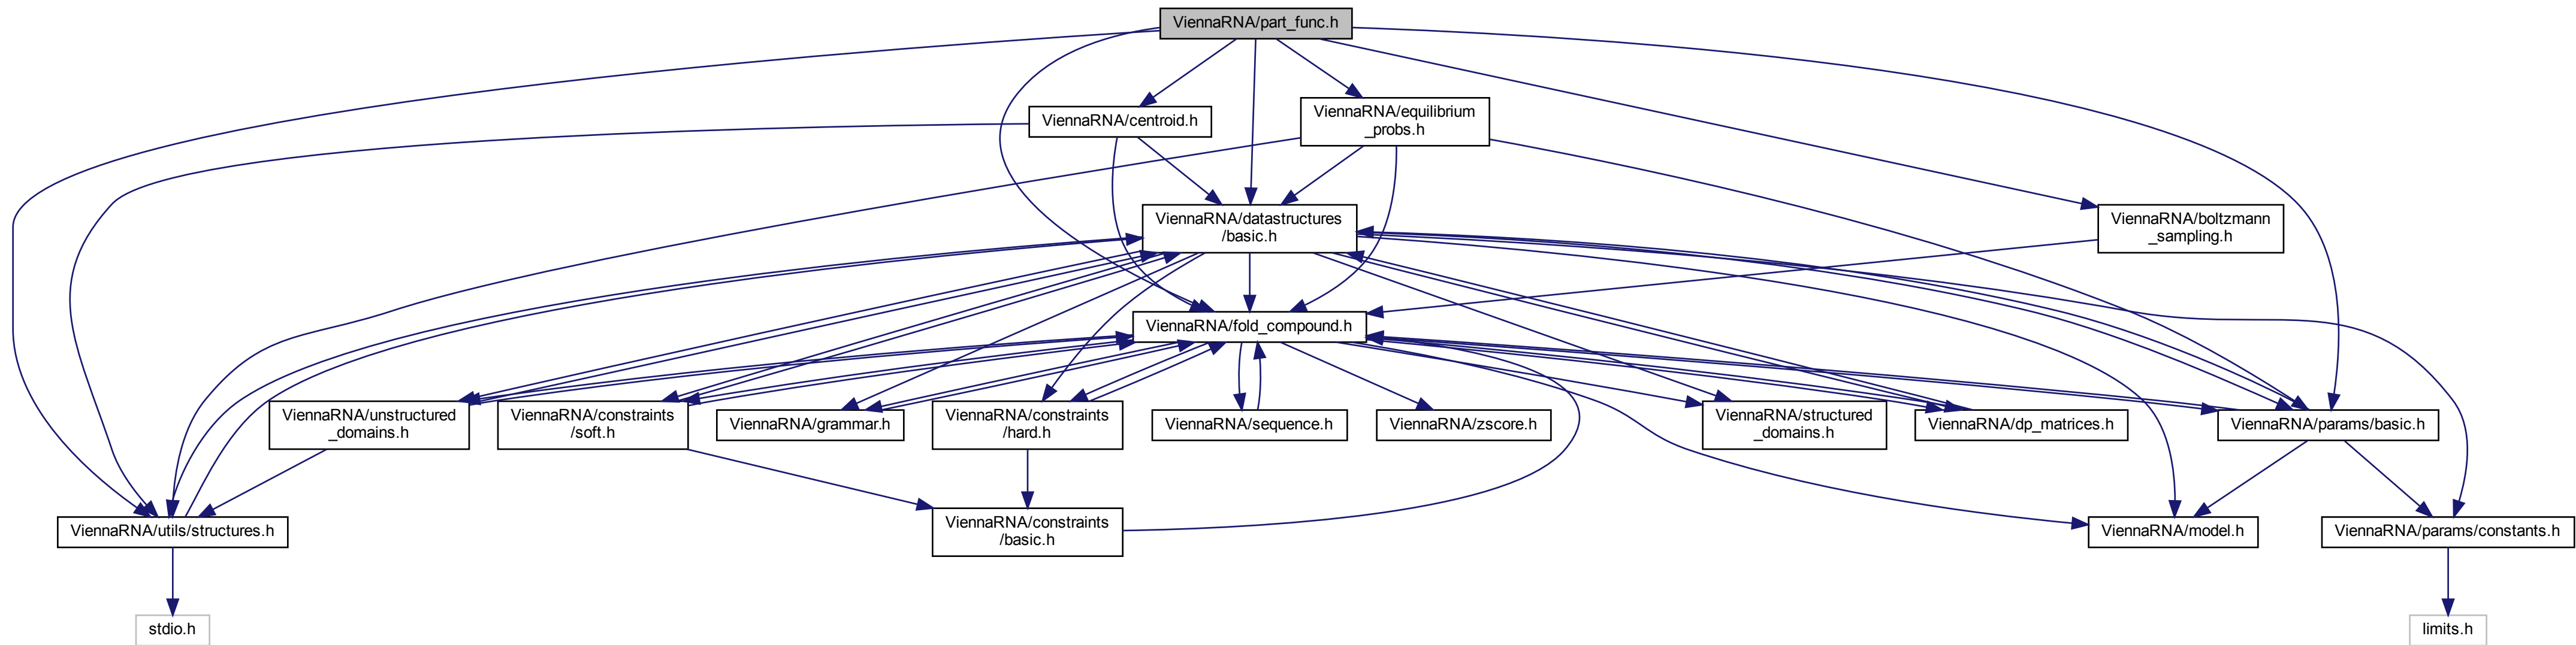 ViennaRNA/part_func.h
ViennaRNA/centroid.h
ViennaRNA/equilibrium
_probs.h
ViennaRNA/datastructures
/basic.h
ViennaRNA/boltzmann
_sampling.h
ViennaRNA/fold_compound.h
ViennaRNA/unstructured
_domains.h
ViennaRNA/constraints
/soft.h
ViennaRNA/grammar.h
ViennaRNA/constraints
/hard.h
ViennaRNA/sequence.h
ViennaRNA/zscore.h
ViennaRNA/structured
_domains.h
ViennaRNA/dp_matrices.h
ViennaRNA/params/basic.h
ViennaRNA/utils/structures.h
ViennaRNA/constraints
/basic.h
ViennaRNA/model.h
ViennaRNA/params/constants.h
stdio.h
limits.h